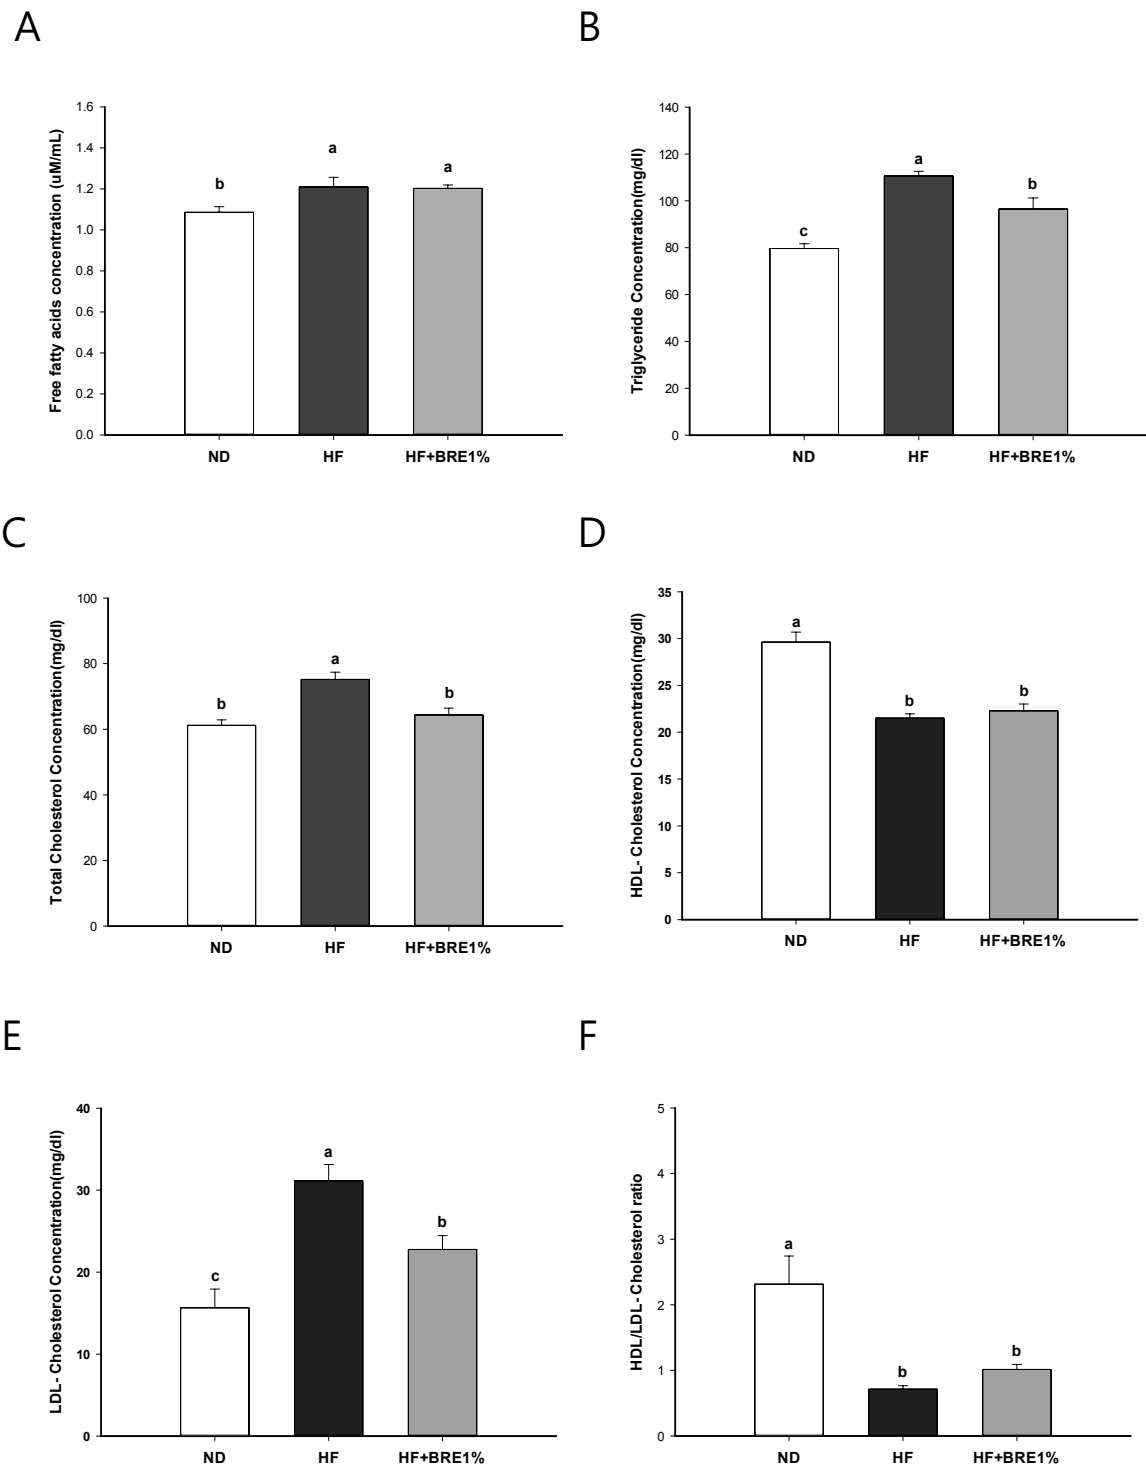 A
Free fatty acids concentration (uM/mL)
1.6
1.4
1.2
1.0
0.8
0.6
0.4
0.2
0.0
b
a
a
ND
HF
HF+BRE1%
B
Triglyceride Concentration(mg/dl)
140
120
100
80
60
40
20
0
c
a
b
ND
HF
HF+BRE1%
C
Total Cholesterol Concentration(mg/dl)
100
80
60
40
20
0
b
a
b
ND
HF
HF+BRE1%
D
HDL- Cholesterol Concentration(mg/dl)
35
30
25
20
15
10
5
0
a
b
b
ND
HF
HF+BRE1%
E
LDL- Cholesterol Concentration(mg/dl)
40
30
20
10
0
c
a
b
ND
HF
HF+BRE1%
F
HDL/LDL- Cholesterol ratio
5
4
3
2
1
0
a
b
b
ND
HF
HF+BRE1%